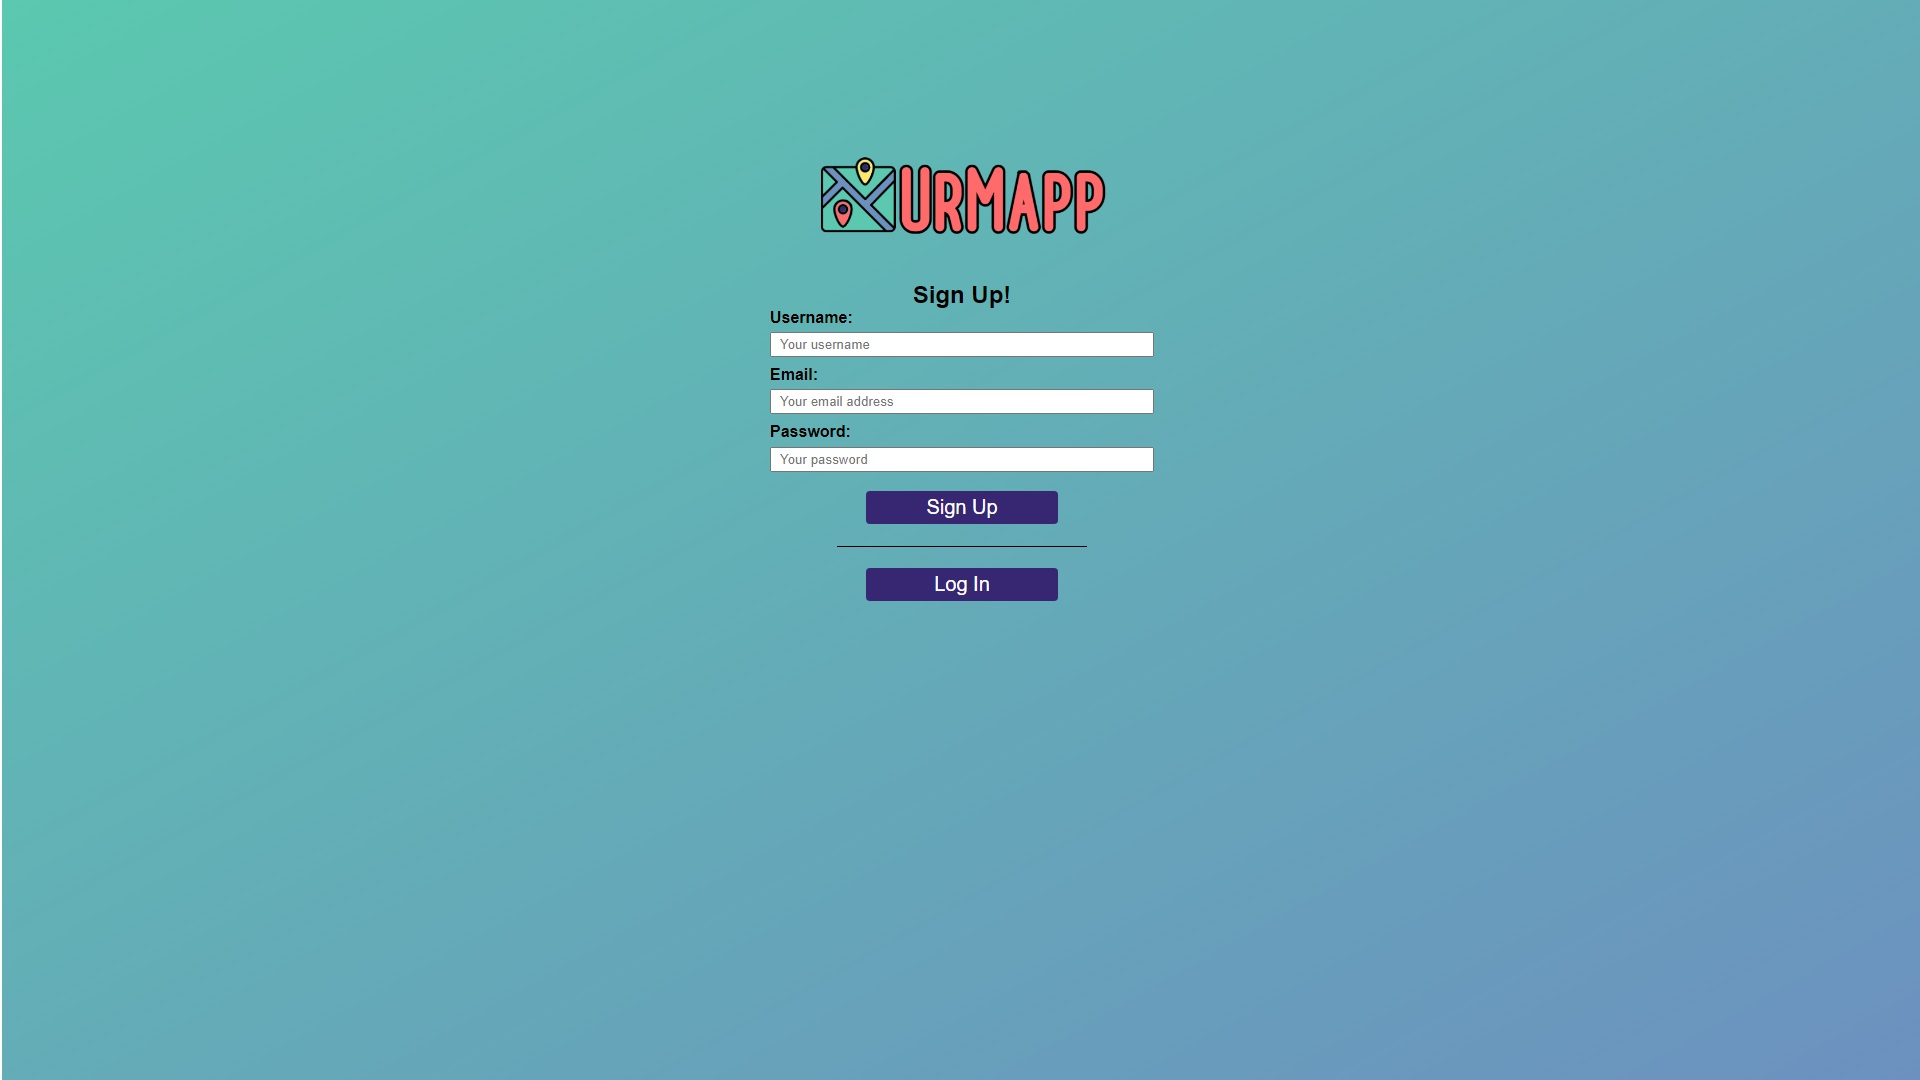 URMAPP
Sign Up!
Username:
Your username
Email:
Your email address
Password:
Your password
Sign Up
Log In